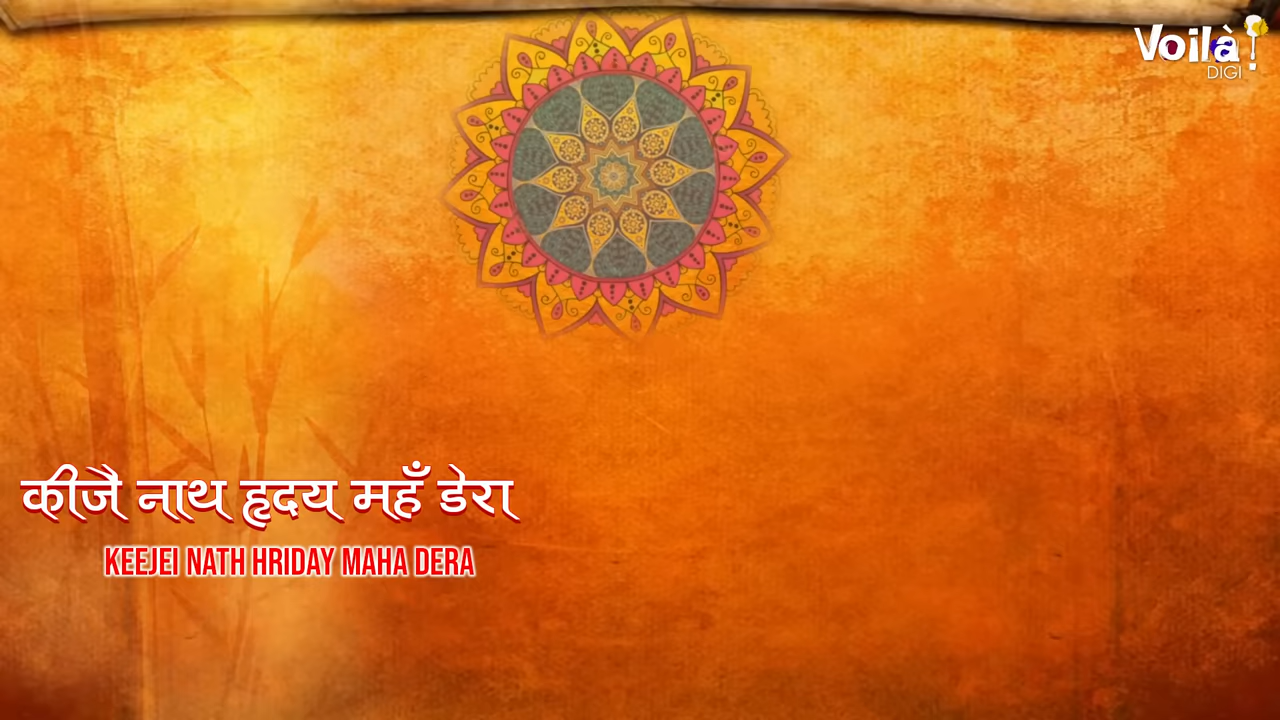 Voilà!
DIGI
कीजै नाथ हृदय महँ डेरा
KEEJEI NATH HRIDAY MAHA DERA